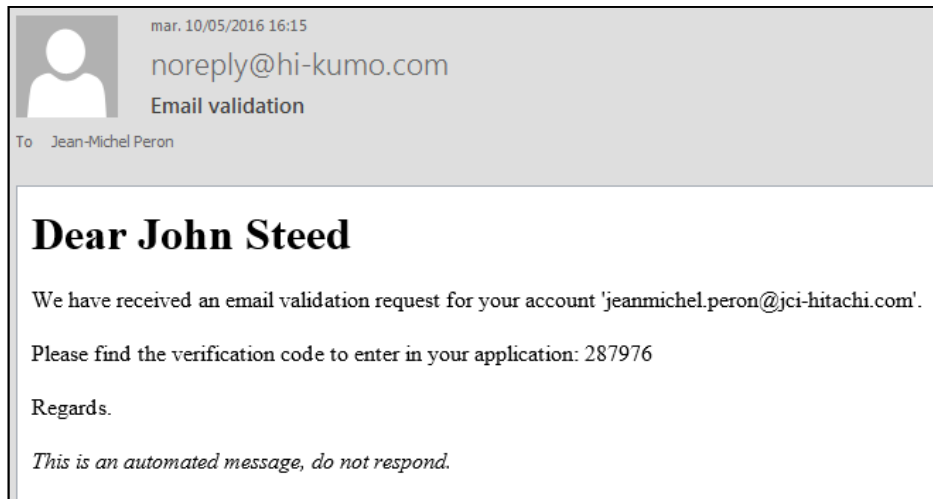 mar. 10/05/2016 16:15
noreply@hi-kumo.com
Email validation
To Jean-Michel Peron
Dear John Steed
We have received an email validation request for your account 'jeanmichel.peron@jci-hitachi.com'.
Please find the verification code to enter in your application: 287976
Regards.
This is an automated message, do not respond.